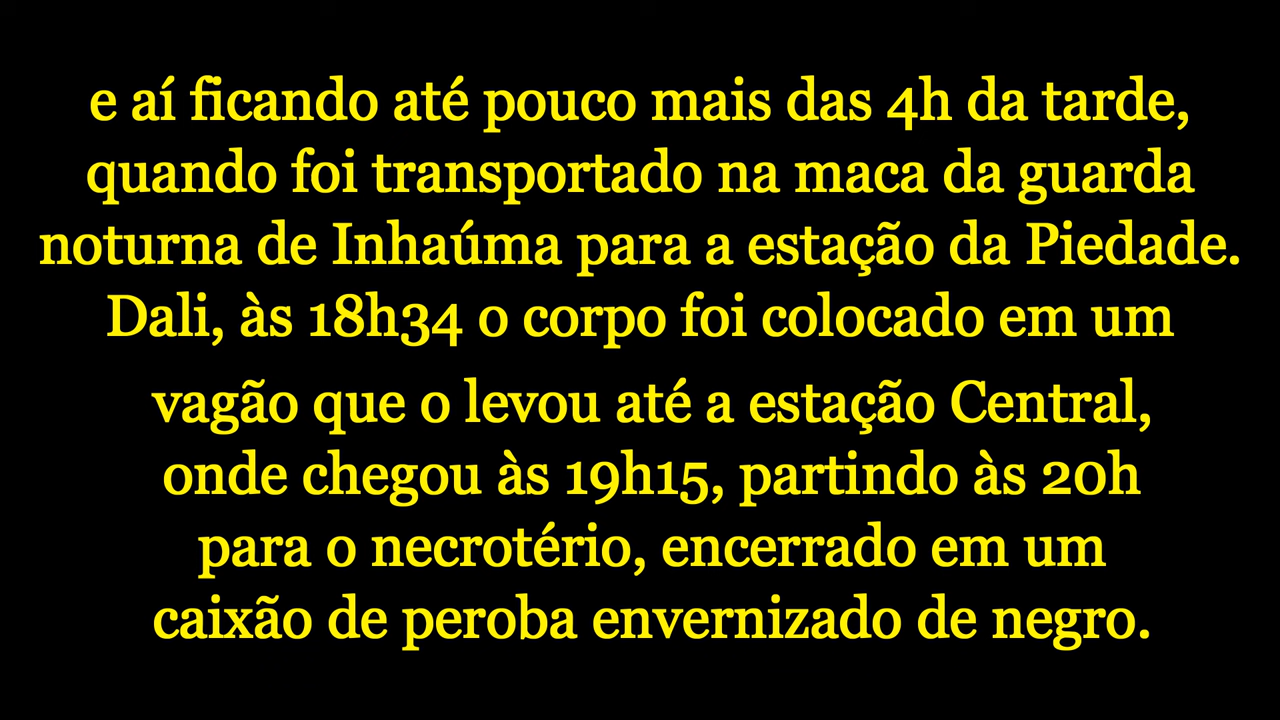 e aí ficando até pouco mais das 4h da tarde,
quando foi transportado na maca da guarda
noturna de Inhaúma para a estação da Piedade.
Dali, às 18h34 o corpo foi colocado em um
vagão que o levou até a estação Central,
onde chegou às 19h15, partindo às 20h
para o necrotério, encerrado em um
caixão de peroba envernizado de negro.